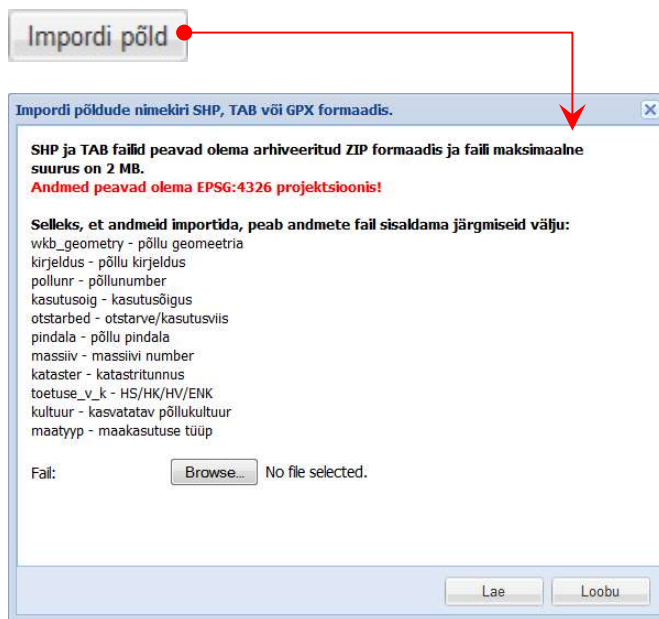 Impordi põld
Impordi põldude nimekiri SHP, TAB või GPX formaadis.
SHP ja TAB failid peavad olema arhiveeritud ZIP formaadis ja faili maksimaalne
suurus on 2 MB.
Andmed peavad olema EPSG:4326 projektsioonis!
Selleks, et andmeid importida, peab andmete fail sisaldama järgmiseid välju:
wkb_geometry - põllu geomeetria
kirjeldus - põllu kirjeldus
pollunr - põllunumber
kasutusoig - kasutusõigus
otstarbed - otstarve/kasutusviis
pindala - põllu pindala
massiiv - massiivi number
kataster - katastritunnus
toetuse_v_k - HS/HK/HV/ENK
kultuur - kasvatatav põllukultuur
maatyyp - maakasutuse tüüp
Fail: Browse... No file selected.
Lae Loobu